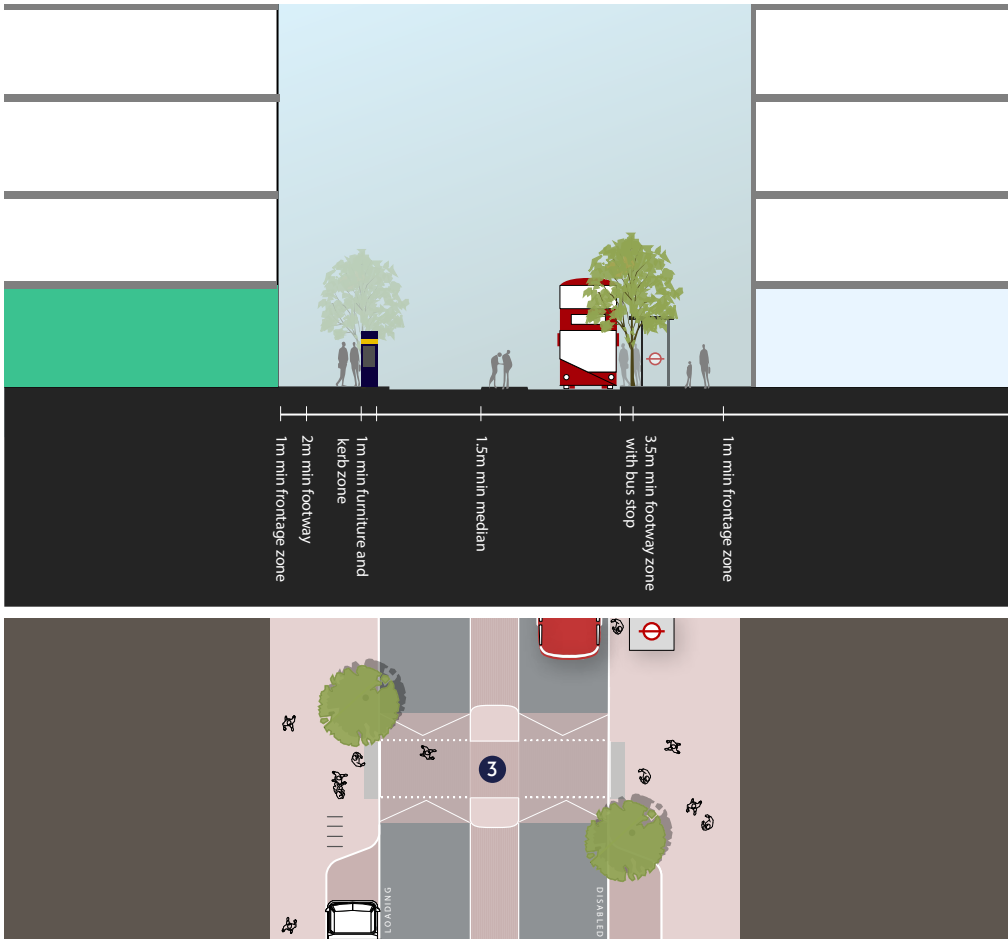 1m min frontage zone
2m min footway
1m min furniture and
kerb zone
1.5m min median
3.5m min footway zone
with bus stop
1m min frontage zone
3
LOADING
DISABLED